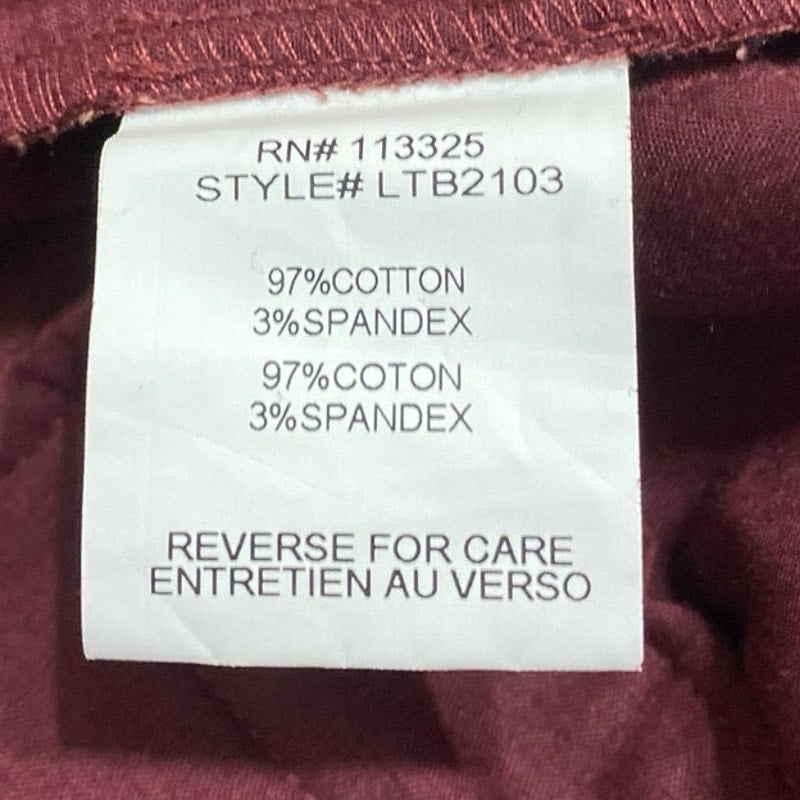 RN# 113325
STYLE# LTB2103
97%COTTON
3%SPANDEX
97%COTON
3%SPANDEX
REVERSE FOR CARE
ENTRETIEN AU VERSO